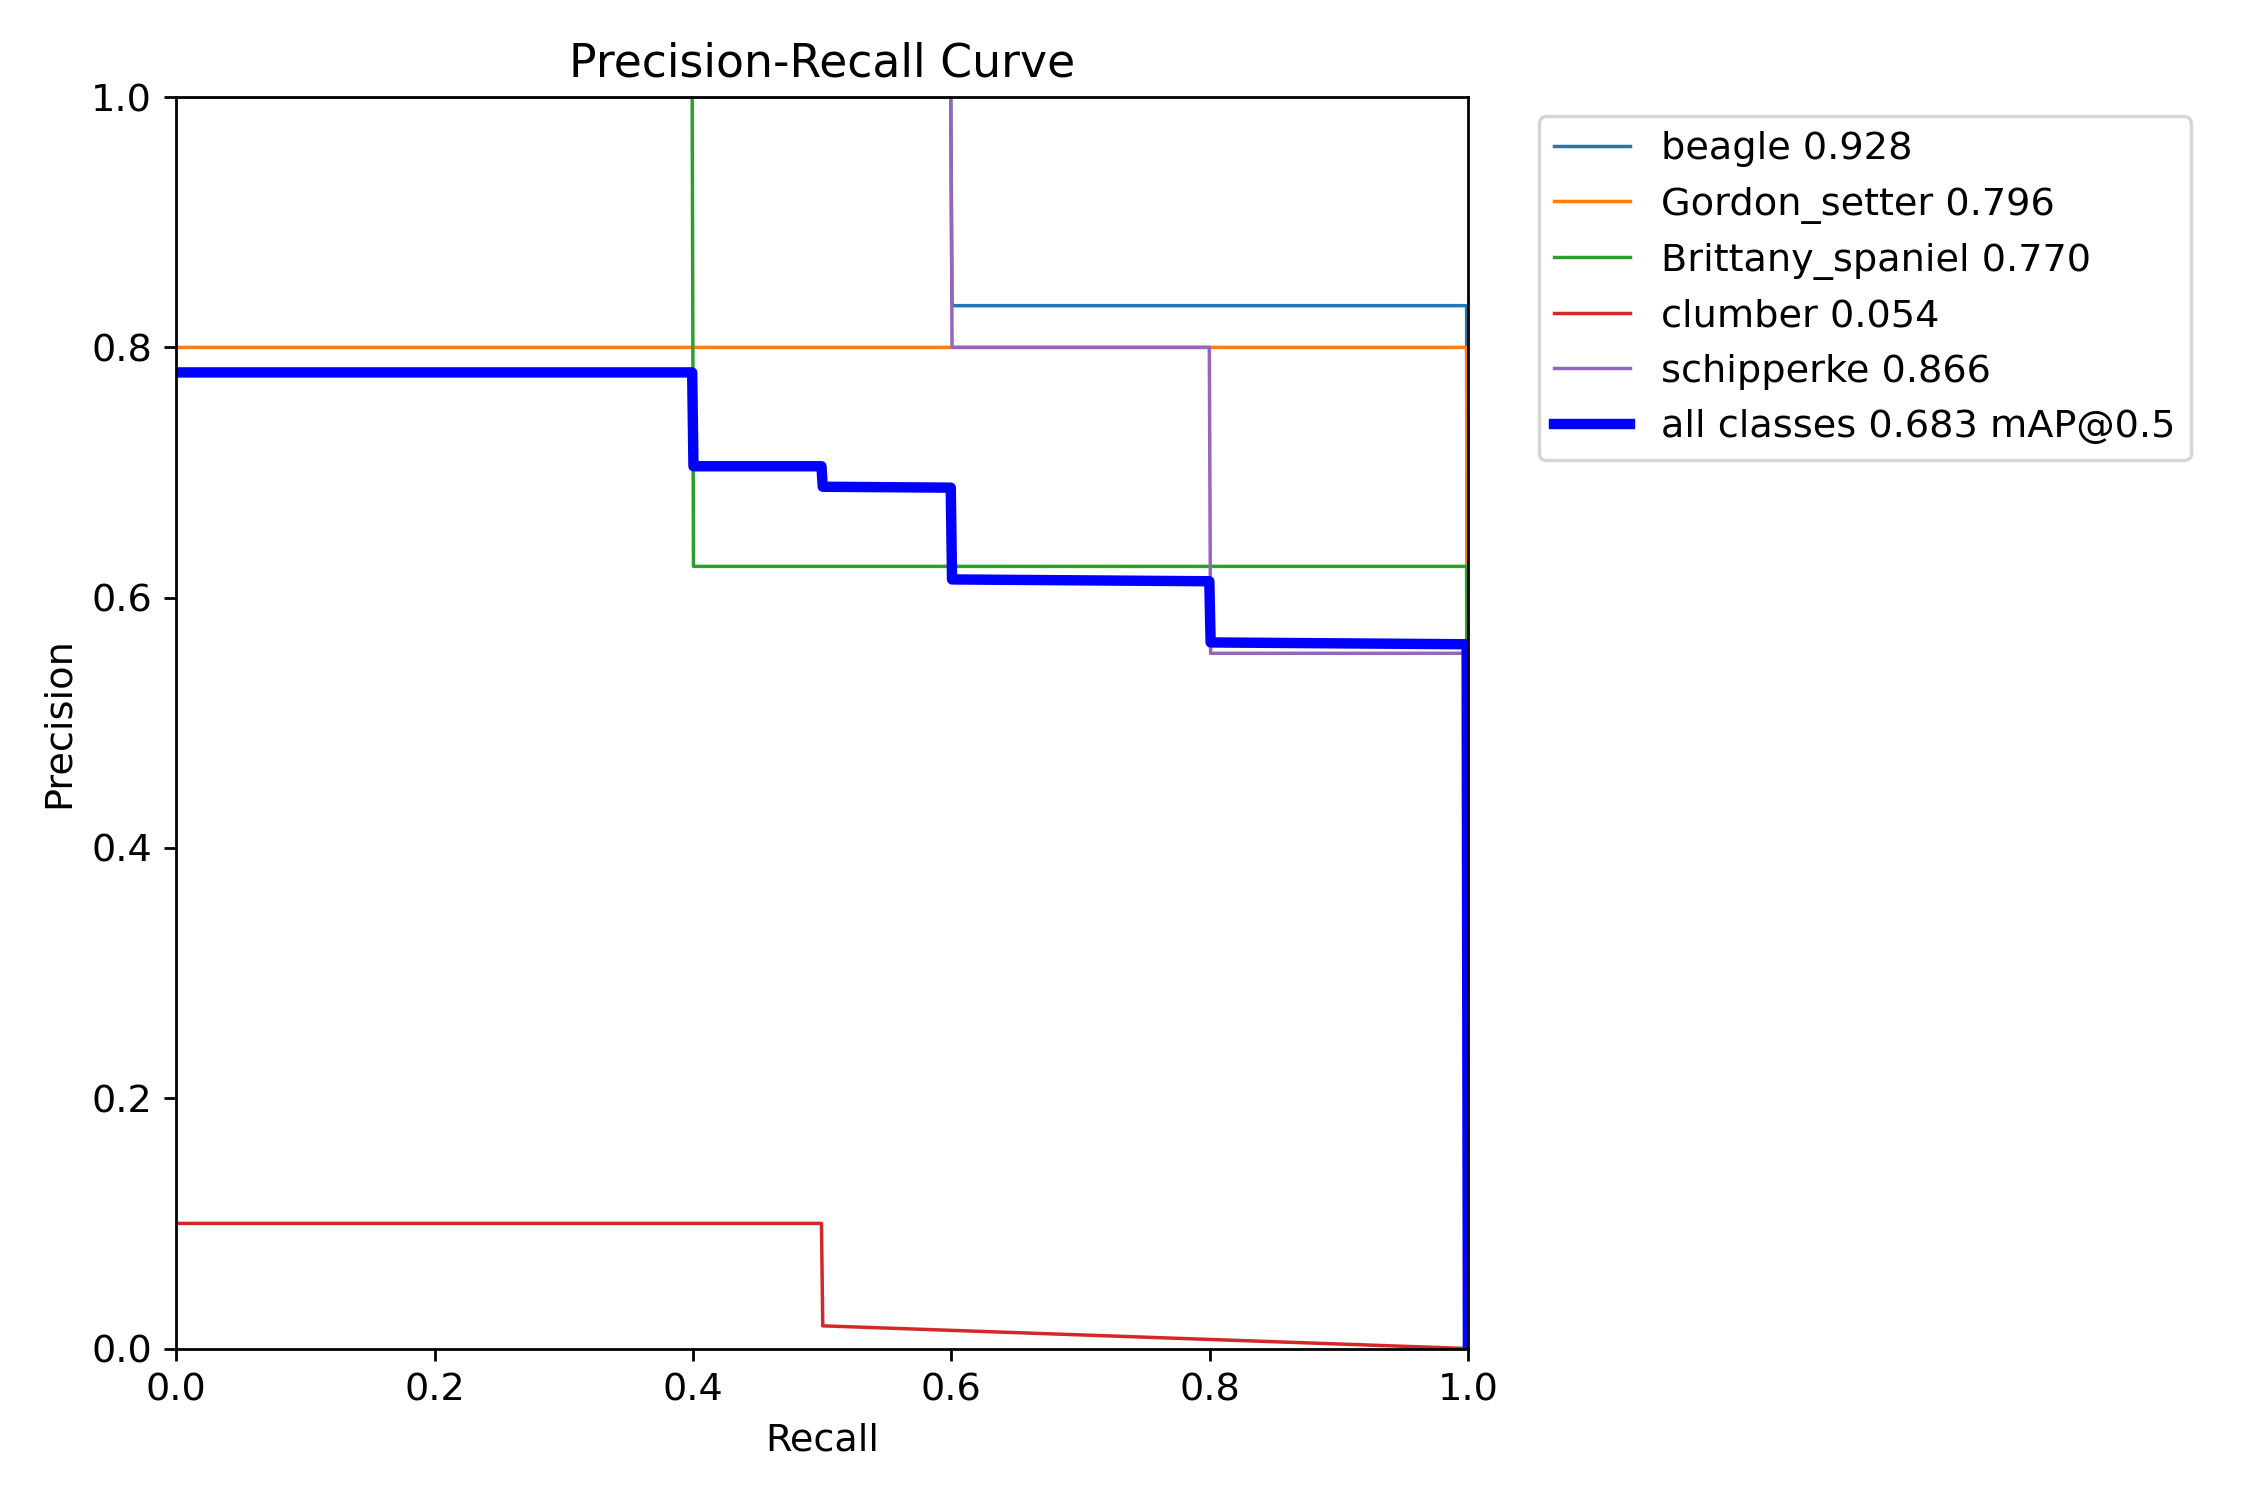 Precision-Recall Curve
1.0
0.8
0.6
0.4
0.2
0.0
Precision
0.0 0.2 0.4 0.6 0.8 1.0
Recall
beagle 0.928
Gordon_setter 0.796
Brittany_spaniel 0.770
clumber 0.054
schipperke 0.866
all classes 0.683 mAP@0.5